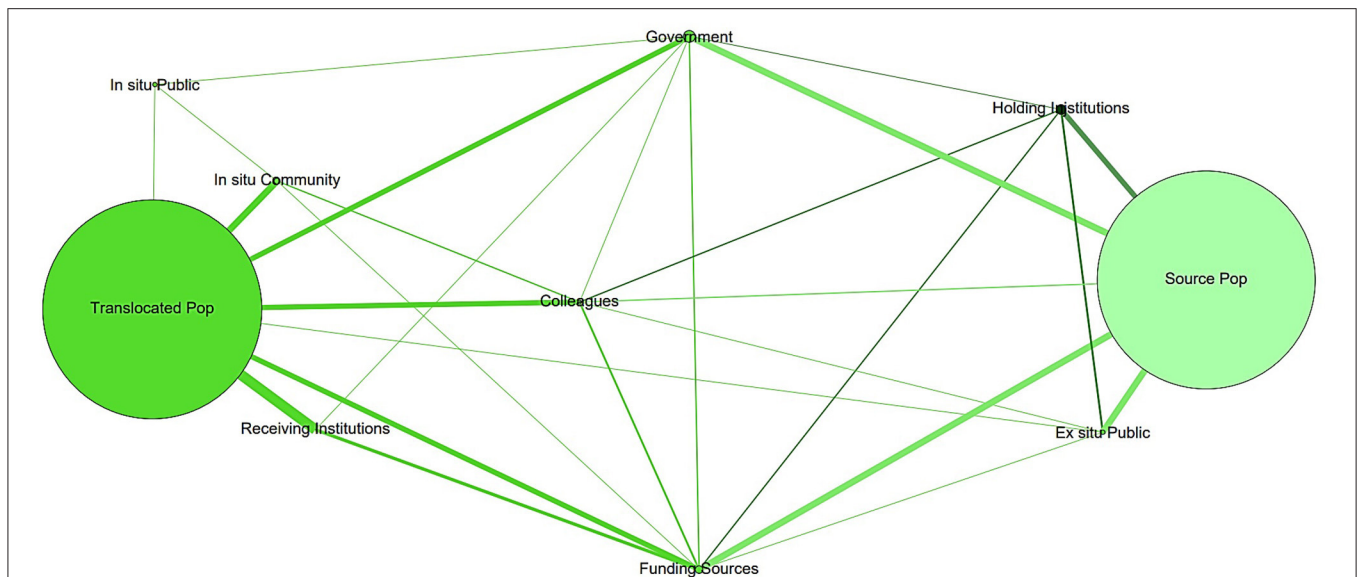 Government
In situ Public
Holding Institutions
In situ Community
Source Pop
Colleagues
Translocated Pop
Receiving Institutions
Ex situ Public
Funding Sources